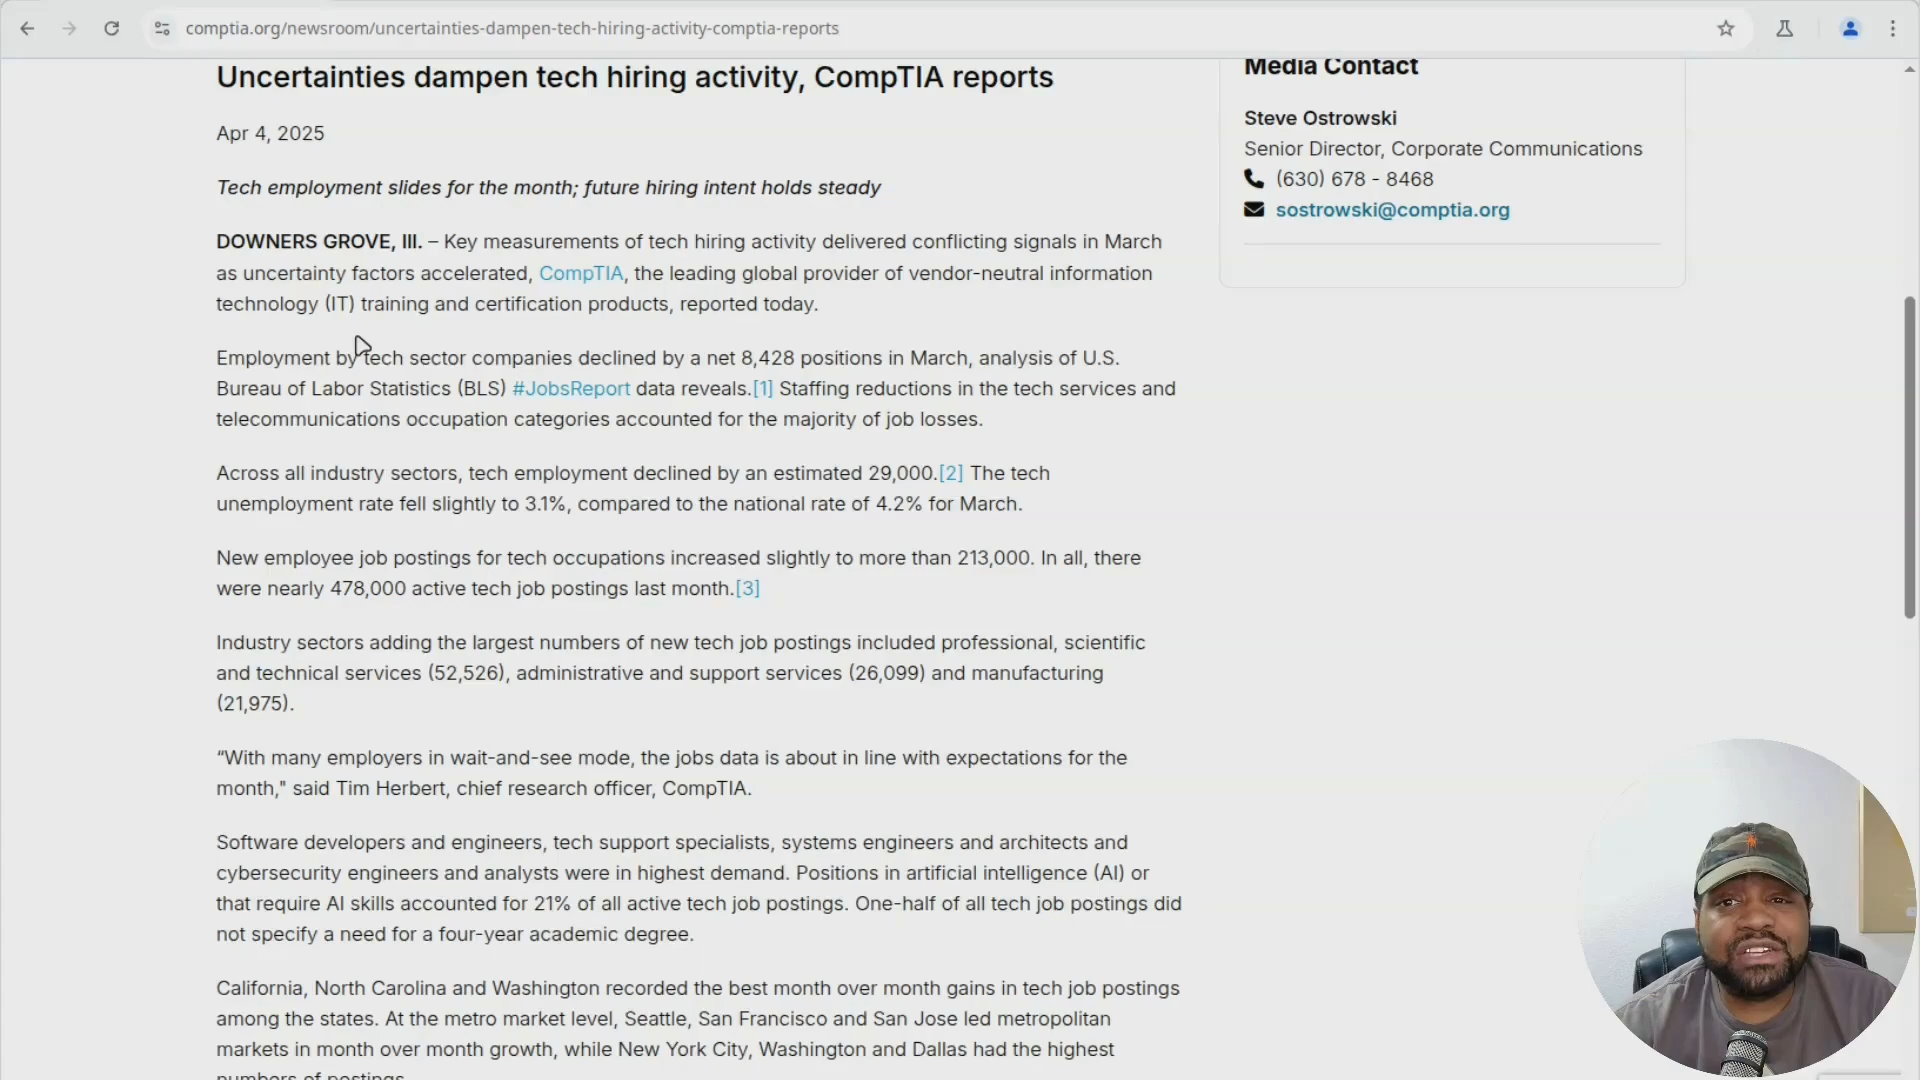 comptia.org/newsroom/uncertainties-dampen-tech-hiring-activity-comptia-reports
Uncertainties dampen tech hiring activity, CompTIA reports
Apr 4, 2025
Tech employment slides for the month; future hiring intent holds steady
DOWNERS GROVE, Ill. – Key measurements of tech hiring activity delivered conflicting signals in March
as uncertainty factors accelerated, CompTIA, the leading global provider of vendor-neutral information
technology (IT) training and certification products, reported today.
Employment by tech sector companies declined by a net 8,428 positions in March, analysis of U.S.
Bureau of Labor Statistics (BLS) #JobsReport data reveals.[1] Staffing reductions in the tech services and
telecommunications occupation categories accounted for the majority of job losses.
Across all industry sectors, tech employment declined by an estimated 29,000.[2] The tech
unemployment rate fell slightly to 3.1%, compared to the national rate of 4.2% for March.
New employee job postings for tech occupations increased slightly to more than 213,000. In all, there
were nearly 478,000 active tech job postings last month.[3]
Industry sectors adding the largest numbers of new tech job postings included professional, scientific
and technical services (52,526), administrative and support services (26,099) and manufacturing
(21,975).
“With many employers in wait-and-see mode, the jobs data is about in line with expectations for the
month," said Tim Herbert, chief research officer, CompTIA.
Software developers and engineers, tech support specialists, systems engineers and architects and
cybersecurity engineers and analysts were in highest demand. Positions in artificial intelligence (AI) or
that require AI skills accounted for 21% of all active tech job postings. One-half of all tech job postings did
not specify a need for a four-year academic degree.
California, North Carolina and Washington recorded the best month over month gains in tech job postings
among the states. At the metro market level, Seattle, San Francisco and San Jose led metropolitan
markets in month over month growth, while New York City, Washington and Dallas had the highest
numbers of postings.
Media Contact
Steve Ostrowski
Senior Director, Corporate Communications
(630) 678 - 8468
sostrowski@comptia.org